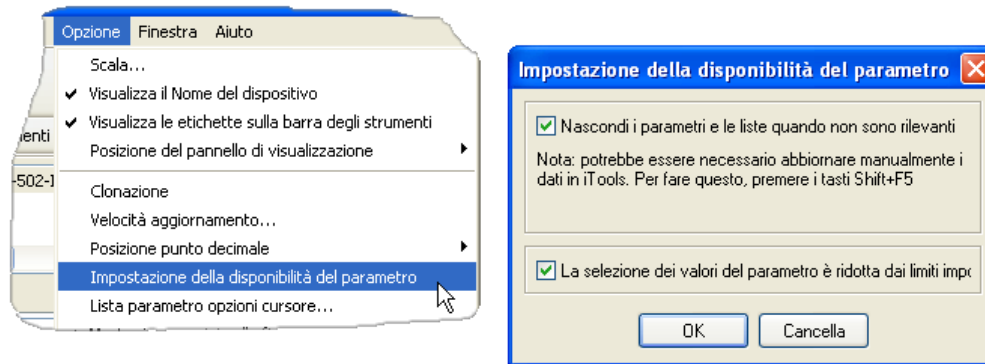 Opzione Finestra Aiuto
Scala...
Visualizza il Nome del dispositivo
Visualizza le etichette sulla barra degli strumenti
Posizione del pannello di visualizzazione
-502-
Clonazione
Velocità aggiornamento...
Posizione punto decimale
Impostazione della disponibilità del parametro
Lista parametro opzioni cursore...
Impostazione della disponibilità del parametro
Nascondi i parametri e le liste quando non sono rilevanti
Nota: potrebbe essere necessario abbiornare manualmente i
dati in iTools. Per fare questo, premere i tasti Shift+F5
La selezione dei valori del parametro è ridotta dai limiti
OK Cancella